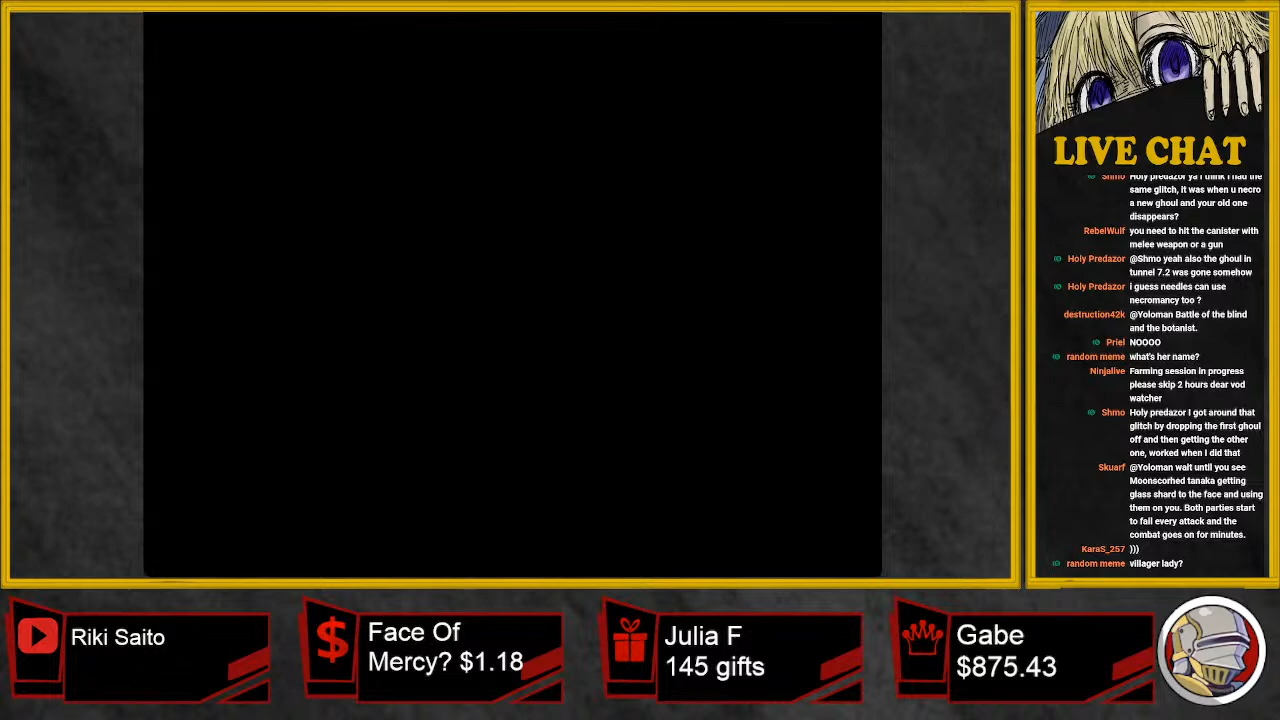 LIVE CHAT
Shmo Holy predazor ya i think i had the
same glitch, it was when u necro
a new ghoul and your old one
disappears?
RebelWulf you need to hit the canister with
melee weapon or a gun
Holy Predazor @Shmo yeah also the ghoul in
tunnel 7.2 was gone somehow
Holy Predazor i guess needles can use
necromancy too ?
destruction42k @Yoloman Battle of the blind
and the botanist.
Priel NOOOO
random meme what's her name?
Ninjalive Farming session in progress
please skip 2 hours dear vod
watcher
Shmo Holy predazor I got around that
glitch by dropping the first ghoul
off and then getting the other
one, worked when I did that
Skuarf @Yoloman wait until you see
Moonscorhed tanaka getting
glass shard to the face and using
them on you. Both parties start
to fail every attack and the
combat goes on for minutes.
KaraS_257 )))
random meme villager lady?
Riki Saito
Face Of
Mercy? $1.18
Julia F
145 gifts
Gabe
$875.43